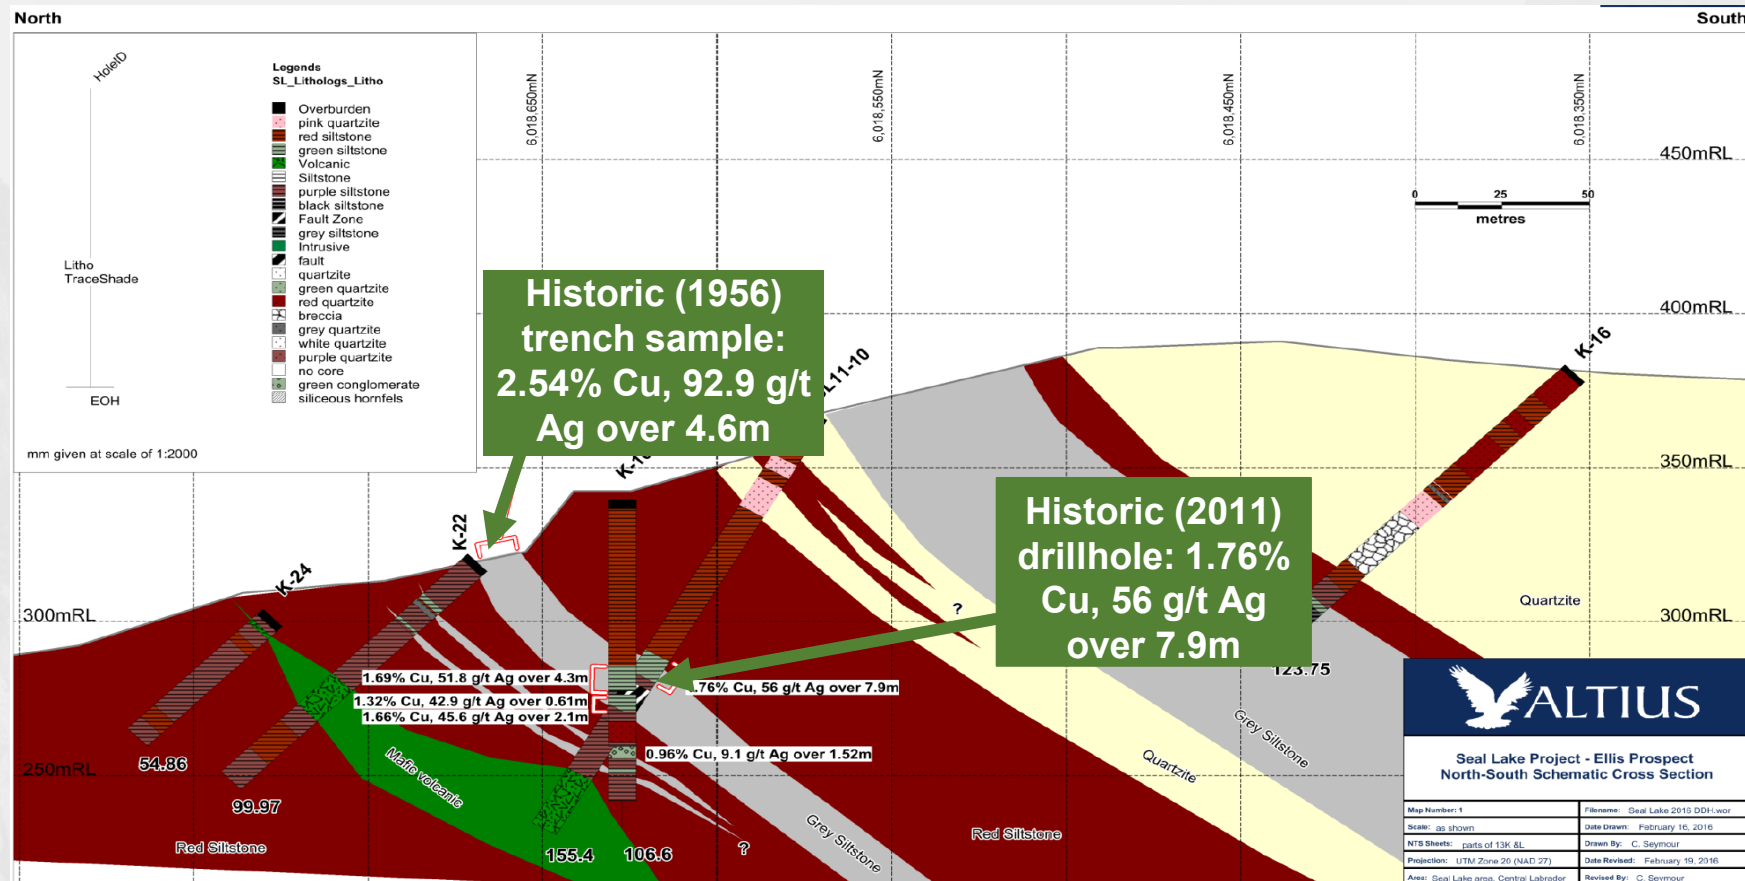 North
South
HoleID
Litho
TraceShade
EOH
mm given at scale of 1:2000
Legends
SL_Lithologs_Litho
Overburden
pink quartzite
red siltstone
green siltstone
Volcanic
Siltstone
purple siltstone
black siltstone
Fault Zone
grey siltstone
Intrusive
fault
quartzite
green quartzite
red quartzite
breccia
grey quartzite
white quartzite
purple quartzite
no core
green conglomerate
siliceous hornfels
6,018,650mN
6,018,550mN
6,018,450mN
6,018,350mN
450mRL
0 25 50
metres
400mRL
Historic (1956)
trench sample:
2.54% Cu, 92.9 g/t
Ag over 4.6m
L11-10
K-16
350mRL
K-22
K-24
Historic (2011)
drillhole: 1.76%
Cu, 56 g/t Ag
over 7.9m
?
Quartzite
300mRL
300mRL
1.69% Cu, 51.8 g/t Ag over 4.3m
.76% Cu, 56 g/t Ag over 7.9m
1.32% Cu, 42.9 g/t Ag over 0.61m
1.66% Cu, 45.6 g/t Ag over 2.1m
0.96% Cu, 9.1 g/t Ag over 1.52m
123.75
54.86
250mRL
99.97
Mafic volcanic
Grey Siltstone
Quartzite
Red Siltstone
155.4
106.6
?
Grey Siltstone
Red Siltstone
ALTIUS
Seal Lake Project - Ellis Prospect
North-South Schematic Cross Section
Map Number: 1
Filename: Seal Lake 2016 DDH.wor
Scale: as shown
Date Drawn: February 16, 2016
NTS Sheets: parts of 13K &L
Drawn By: C. Seymour
Projection: UTM Zone 20 (NAD 27)
Date Revised: February 19, 2016
Area: Seal Lake area, Central Labrador
Revised By: C. Seymour